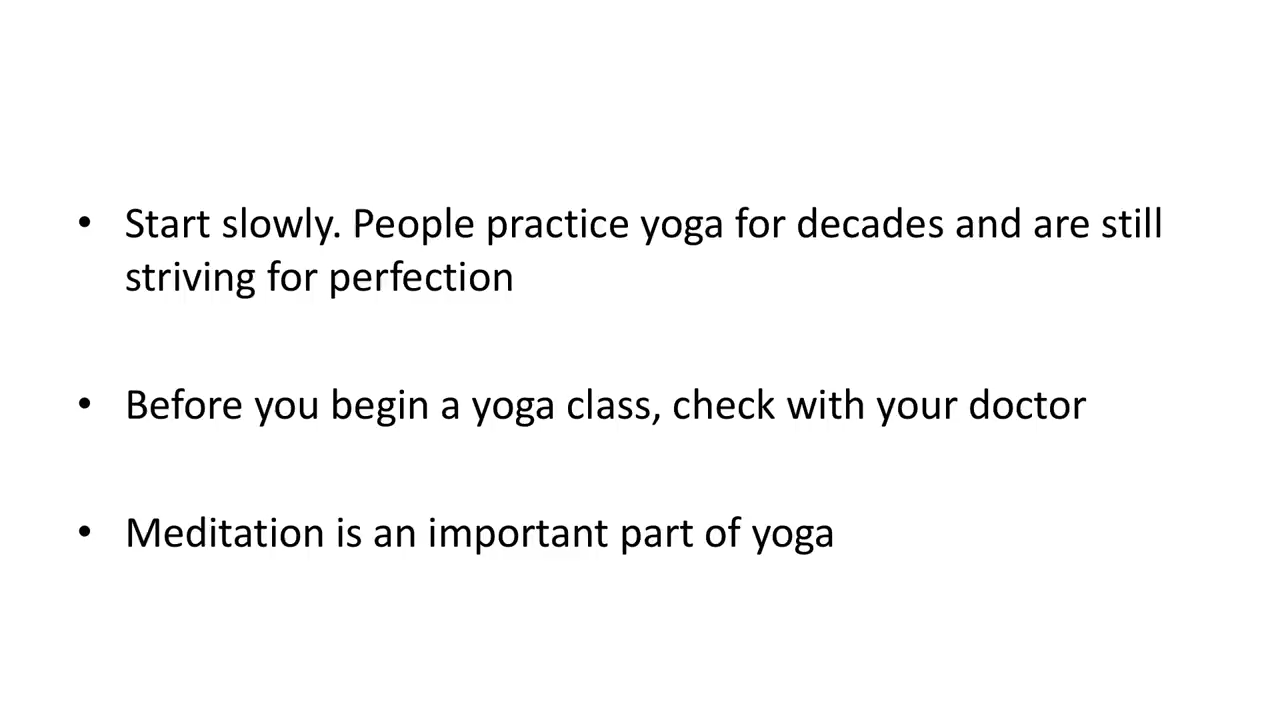 • Start slowly. People practice yoga for decades and are still
striving for perfection
• Before you begin a yoga class, check with your doctor
• Meditation is an important part of yoga